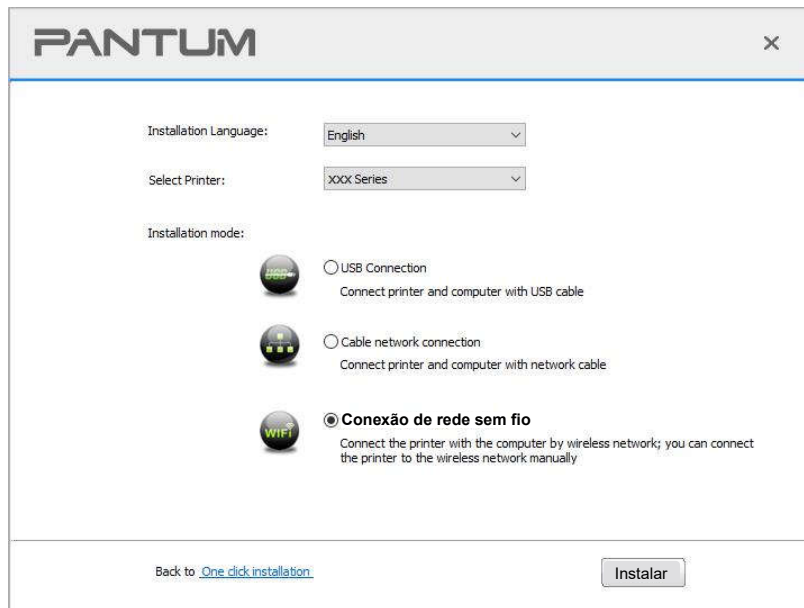 PANTUM
Installation Language:
English
Select Printer:
XXX Series
Installation mode:
USB
USB Connection
Connect printer and computer with USB cable
Cable network connection
Connect printer and computer with network cable
WiFi
Conexão de rede sem fio
Connect the printer with the computer by wireless network; you can connect
the printer to the wireless network manually
Back to One click installation
Instalar